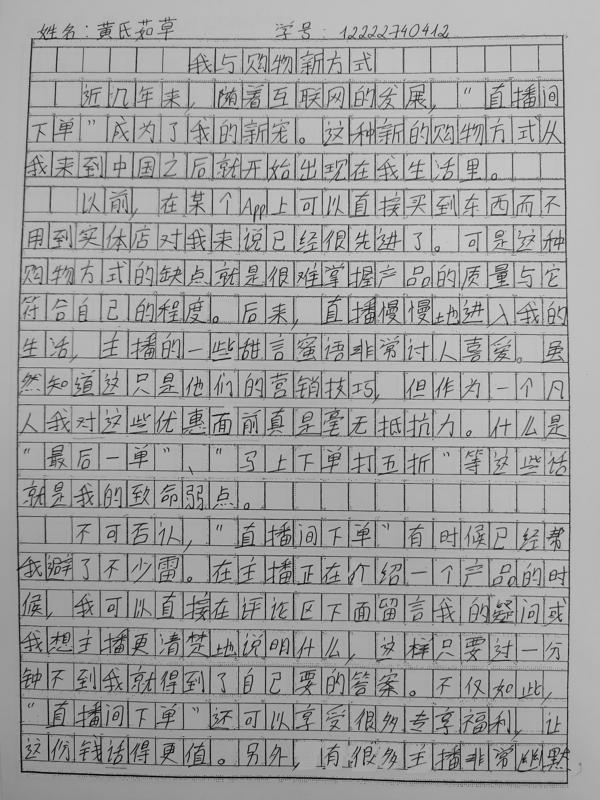 姓名：黄氏茹草 学号：12222740412
我与购物新方式
近几年来，随着互联网的发展，“直播间
下单”成为了我的新宠。这种新的购物方式从
我来到中国之后就开始出现在我生活里。
以前，在某个App上可以直接买到东西而不
用到实体店对我来说已经很先进了。可是这种
购物方式的缺点就是很难掌握产品的质量与它
符合自己的程度。后来，直播慢慢地进入我的
生活，主播的一些甜言蜜语非常讨人喜爱。虽
然知道这只是他们的营销技巧，但作为一个凡
人我对这些优惠面前真是毫无抵抗力。什么是
“最后一单”、“马上下单打五折”等这些话
就是我的致命弱点。
不可否认，“直播间下单”有时候已经帮
我避了不少雷。在主播正在介绍一个产品的时
候，我可以直接在评论区下面留言我的疑问或
我想主播更清楚地说明什么，这样只要过一分
钟不到我就得到了自己要的答案。不仅如此，
“直播间下单”还可以享受很多专享福利，让
这份钱话得更值。另外，有很多主播非常幽默，